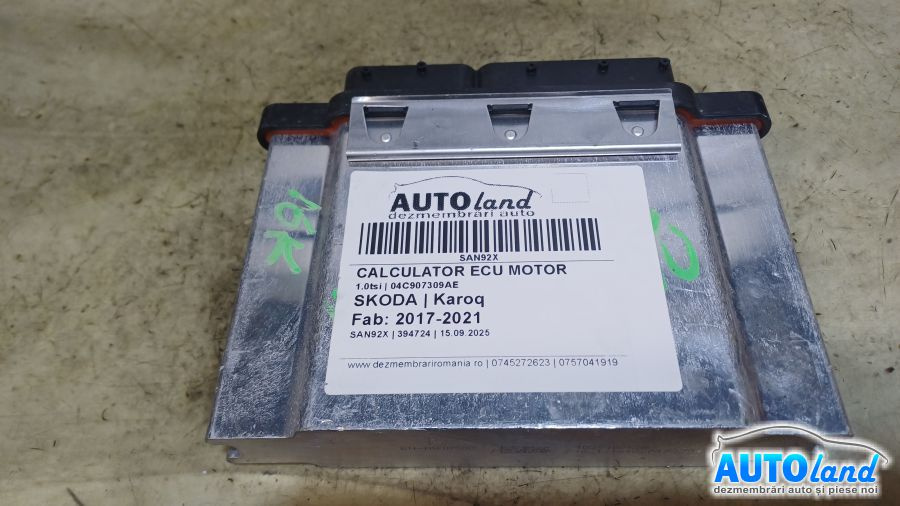 AUTOland
dezmembrări auto
SAN92X
CALCULATOR ECU MOTOR
1.0tsi | 04C907309AE
SKODA | Karoq
Fab: 2017-2021
SAN92X | 394724 | 15.09.2025
www.dezmembrariromania.ro | 0745272623 | 0757041919
AUTOland
dezmembrări auto și piese noi